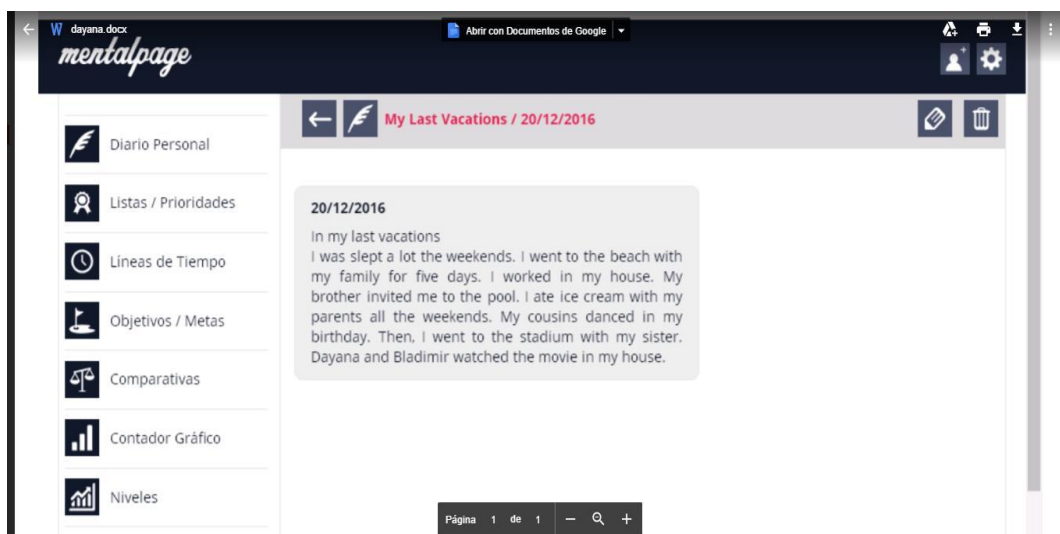 dayana.docx
Abrir con Documentos de Google
mentalpage
My Last Vacations / 20/12/2016
Diario Personal
Listas / Prioridades
Líneas de Tiempo
Objetivos / Metas
Comparativas
Contador Gráfico
Niveles
20/12/2016
In my last vacations
I was slept a lot the weekends. I went to the beach with
my family for five days. I worked in my house. My
brother invited me to the pool. I ate ice cream with my
parents all the weekends. My cousins danced in my
birthday. Then, I went to the stadium with my sister.
Dayana and Bladimir watched the movie in my house.
Página 1 de 1